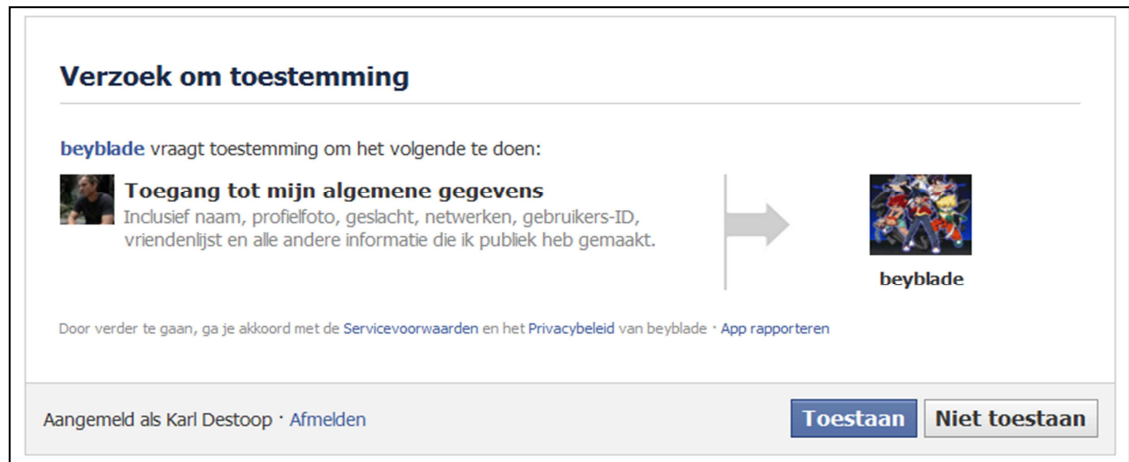 Verzoek om toestemming
beyblade vraagt toestemming om het volgende te doen:
Toegang tot mijn algemene gegevens
Inclusief naam, profielfoto, geslacht, netwerken, gebruikers-ID,
vriendenlijst en alle andere informatie die ik publiek heb gemaakt.
beyblade
Door verder te gaan, ga je akkoord met de Servicevoorwaarden en het Privacybeleid van beyblade · App rapporteren
Aangemeld als Karl Destoop · Afmelden
Toestaan Niet toestaan